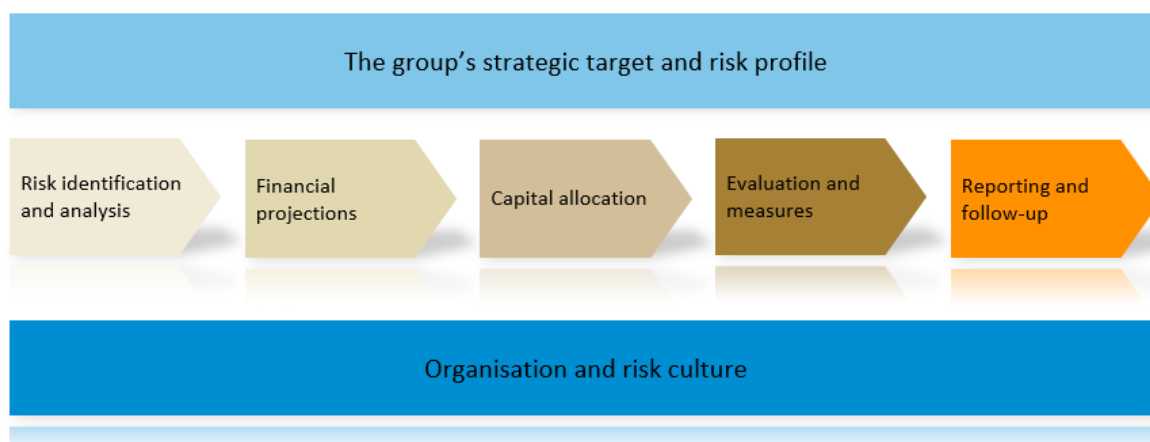 The group's strategic target and risk profile
Risk identification
and analysis
Financial
projections
Capital allocation
Evaluation and
measures
Reporting and
follow-up
Organisation and risk culture